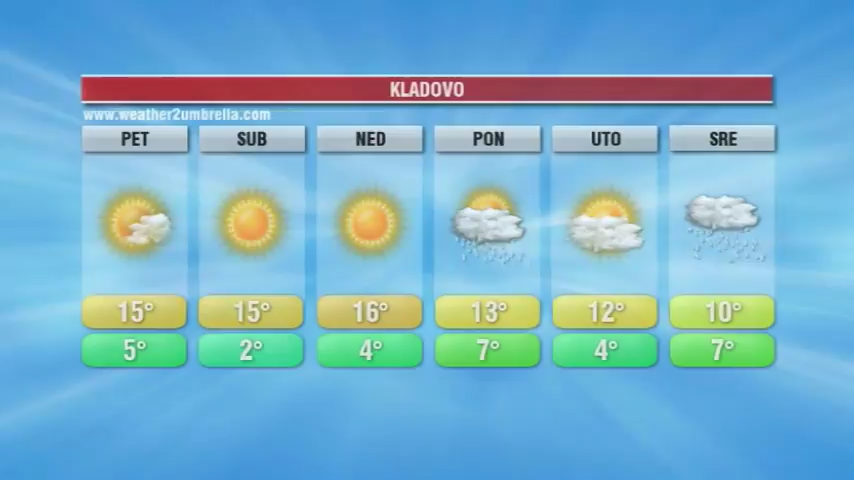 KLADOVO
www.weather2umbrella.com
PET SUB NED PON UTO SRE
15° 15° 16° 13° 12° 10°
5° 2° 4° 7° 4° 7°